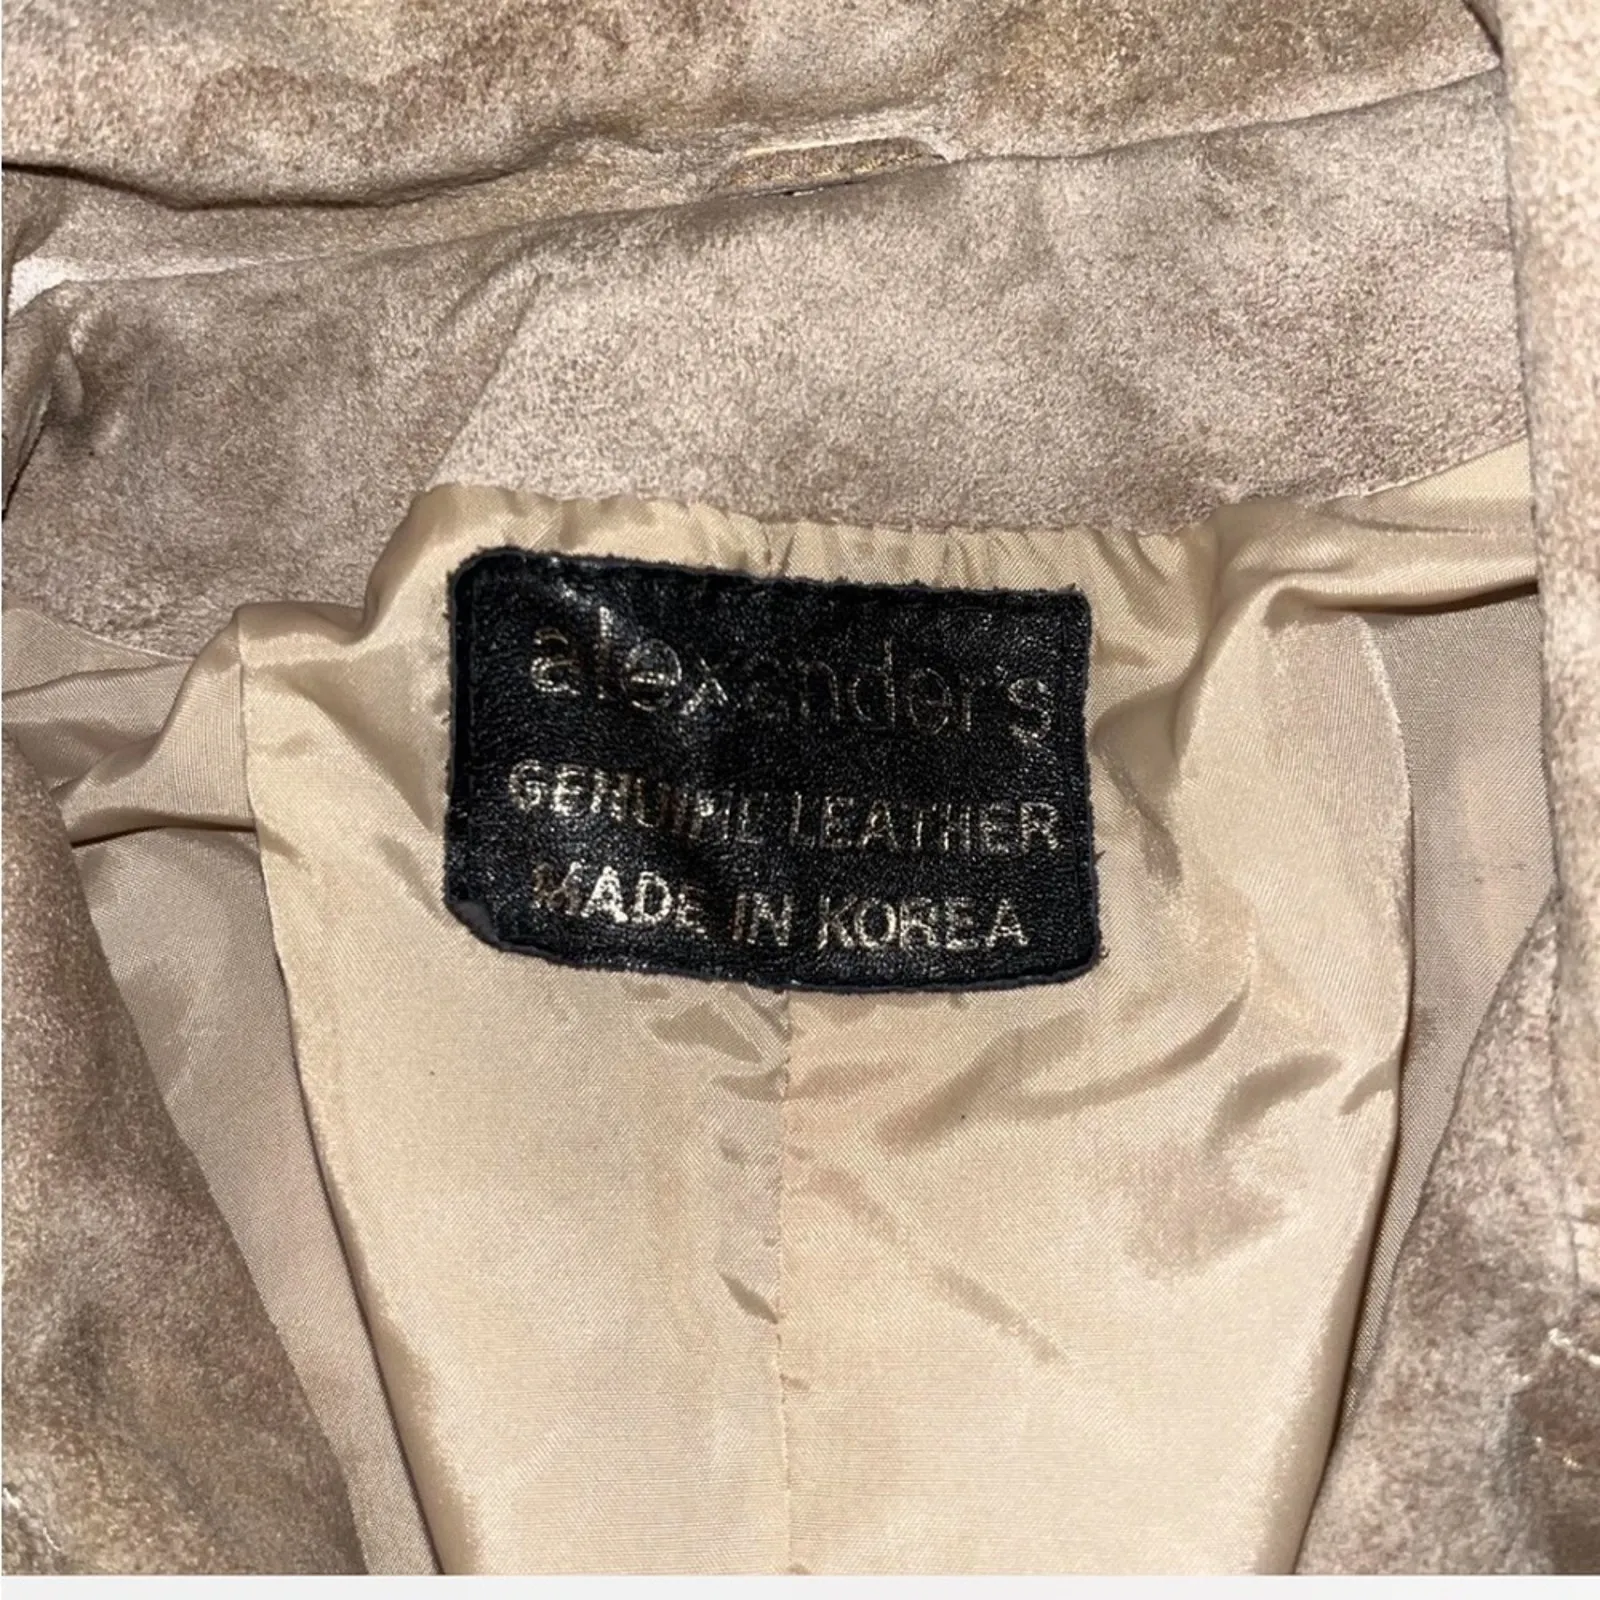 alexander's
GENUINE LEATHER
MADE IN KOREA